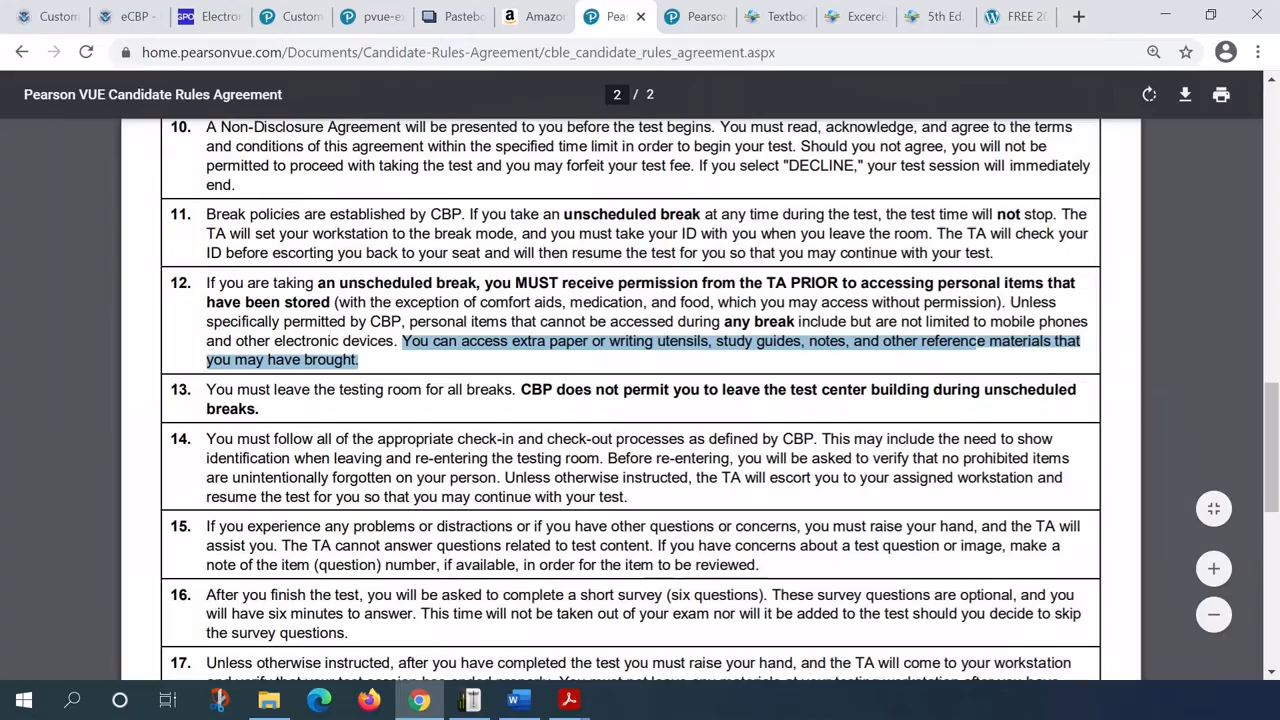 Custom
eCBP -
GPO
Electron
Custom
pvue-ex
Pastebo
Amazor
Pear
Pearson
Textboo
Exercise
5th Ed.
FREE 20
home.pearsonvue.com/Documents/Candidate-Rules-Agreement/cble_candidate_rules_agreement.aspx
Pearson VUE Candidate Rules Agreement
2 / 2
10. A Non-Disclosure Agreement will be presented to you before the test begins. You must read, acknowledge, and agree to the terms
and conditions of this agreement within the specified time limit in order to begin your test. Should you not agree, you will not be
permitted to proceed with taking the test and you may forfeit your test fee. If you select "DECLINE," your test session will immediately
end.
11. Break policies are established by CBP. If you take an unscheduled break at any time during the test, the test time will not stop. The
TA will set your workstation to the break mode, and you must take your ID with you when you leave the room. The TA will check your
ID before escorting you back to your seat and will then resume the test for you so that you may continue with your test.
12. If you are taking an unscheduled break, you MUST receive permission from the TA PRIOR to accessing personal items that
have been stored (with the exception of comfort aids, medication, and food, which you may access without permission). Unless
specifically permitted by CBP, personal items that cannot be accessed during any break include but are not limited to mobile phones
and other electronic devices. You can access extra paper or writing utensils, study guides, notes, and other reference materials that
you may have brought.
13. You must leave the testing room for all breaks. CBP does not permit you to leave the test center building during unscheduled
breaks.
14. You must follow all of the appropriate check-in and check-out processes as defined by CBP. This may include the need to show
identification when leaving and re-entering the testing room. Before re-entering, you will be asked to verify that no prohibited items
are unintentionally forgotten on your person. Unless otherwise instructed, the TA will escort you to your assigned workstation and
resume the test for you so that you may continue with your test.
15. If you experience any problems or distractions or if you have other questions or concerns, you must raise your hand, and the TA will
assist you. The TA cannot answer questions related to test content. If you have concerns about a test question or image, make a
note of the item (question) number, if available, in order for the item to be reviewed.
16. After you finish the test, you will be asked to complete a short survey (six questions). These survey questions are optional, and you
will have six minutes to answer. This time will not be taken out of your exam nor will it be added to the test should you decide to skip
the survey questions.
17. Unless otherwise instructed, after you have completed the test you must raise your hand, and the TA will come to your workstation